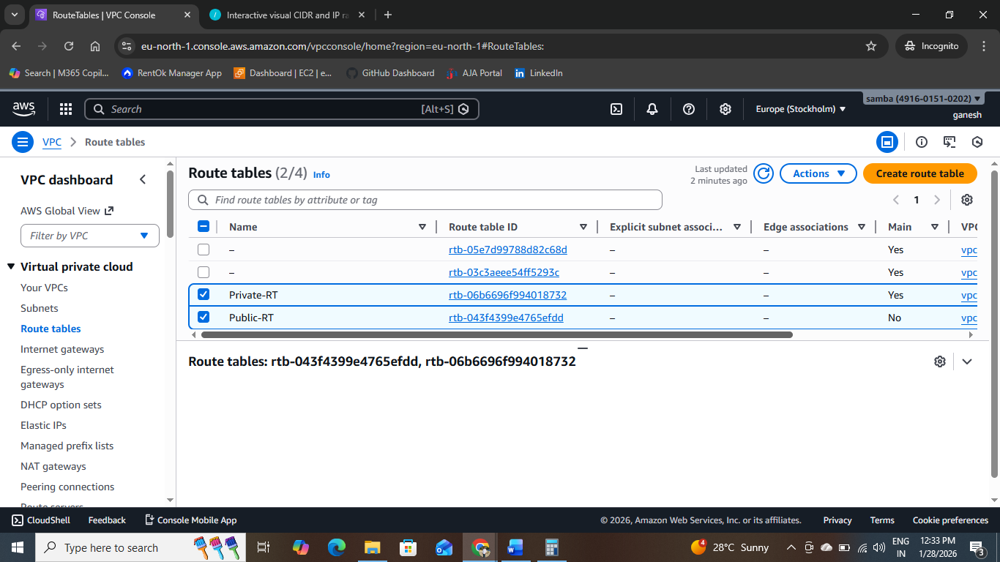 RouteTables | VPC Console
Interactive visual CIDR and IP ra
eu-north-1.console.aws.amazon.com/vpcconsole/home?region=eu-north-1#RouteTables:
Incognito
Search | M365 Copil...
RentOk Manager App
Dashboard | EC2 | e...
GitHub Dashboard
AJA Portal
LinkedIn
aws
Search
[Alt+S]
Europe (Stockholm)
samba (4916-0151-0202)
ganesh
VPC
Route tables
VPC dashboard
AWS Global View
Filter by VPC
Virtual private cloud
Your VPCs
Subnets
Route tables
Internet gateways
Egress-only internet
gateways
DHCP option sets
Elastic IPs
Managed prefix lists
NAT gateways
Peering connections
Route servers
Route tables (2/4) Info
Last updated
2 minutes ago
Actions
Create route table
Find route tables by attribute or tag
1
Name Route table ID Explicit subnet associ... Edge associations Main VPC
– rtb-05e7d99788d82c68d – – Yes vpc
– rtb-03c3aeee54ff5293c – – Yes vpc
Private-RT rtb-06b6696f994018732 – – Yes vpc
Public-RT rtb-043f4399e4765efdd – – No vpc
Route tables: rtb-043f4399e4765efdd, rtb-06b6696f994018732
CloudShell
Feedback
Console Mobile App
© 2026, Amazon Web Services, Inc. or its affiliates.
Privacy
Terms
Cookie preferences
Type here to search
4
28°C Sunny
ENG
IN
12:33 PM
1/28/2026
3